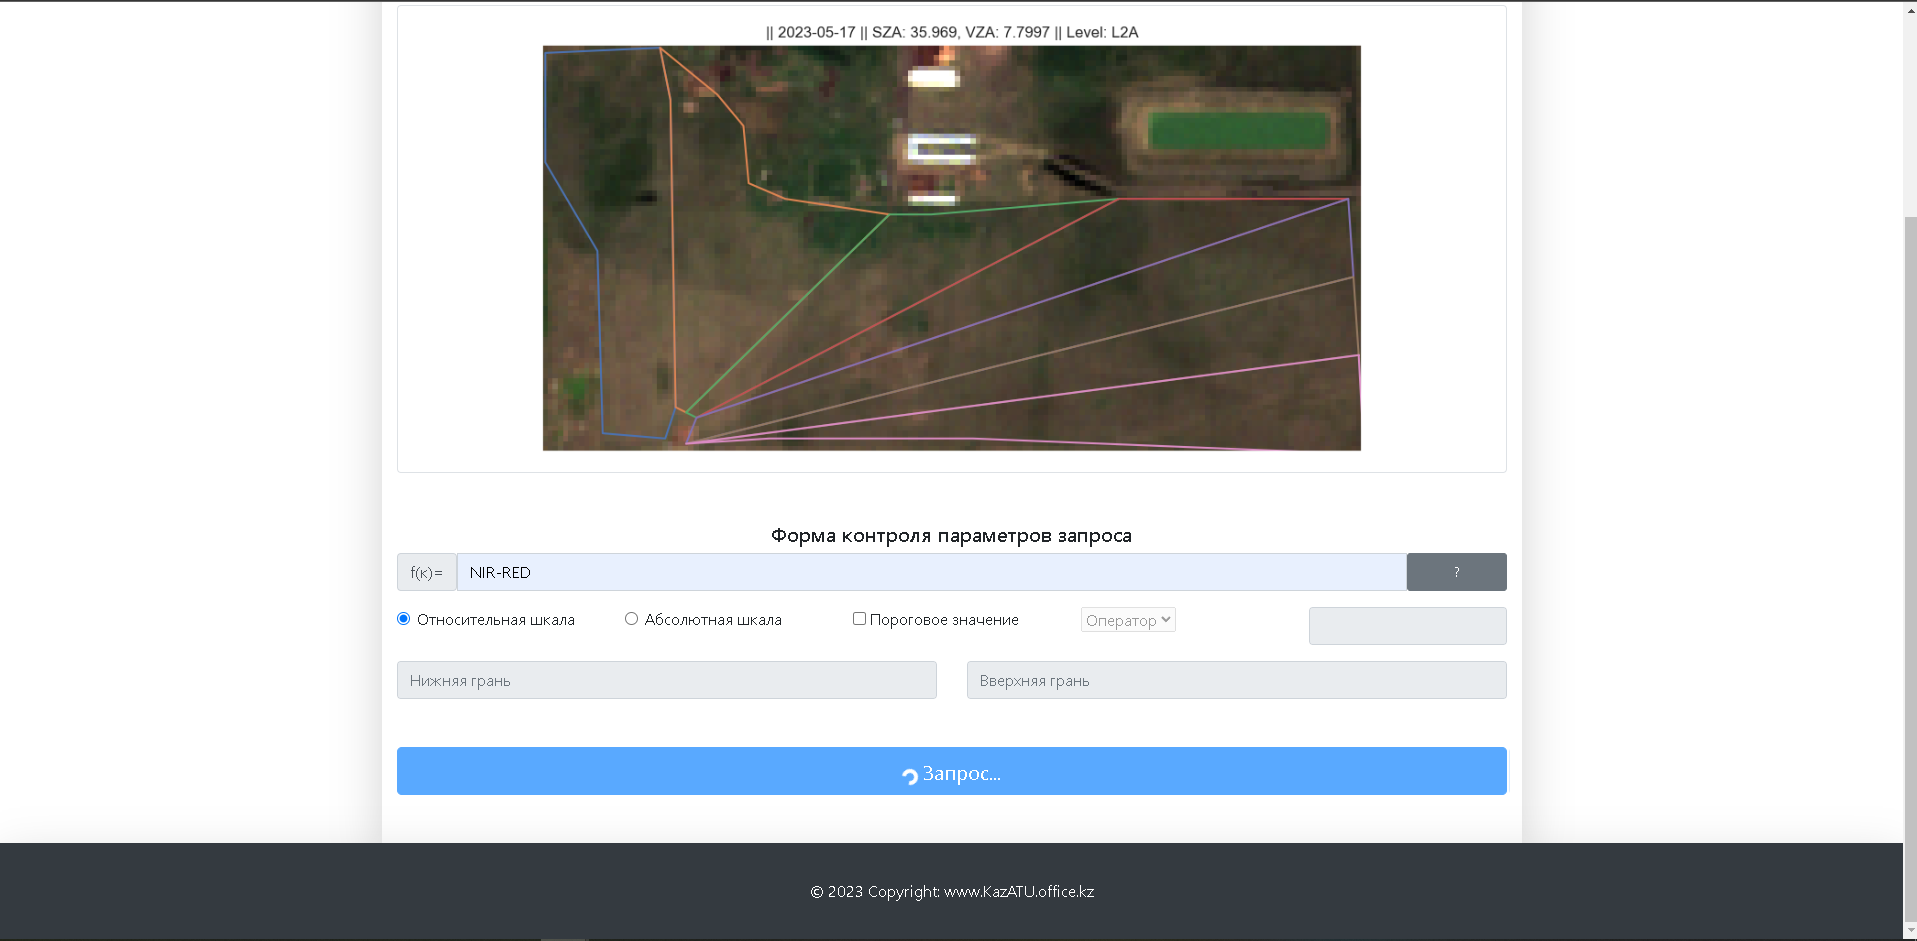 || 2023-05-17 || SZA: 35.969, VZA: 7.7997 || Level: L2A
Форма контроля параметров запроса
f(к)= NIR-RED ?
Относительная шкала Абсолютная шкала Пороговое значение Оператор
Нижняя грань Вверхняя грань
Запрос...
© 2023 Copyright: www.KazATU.office.kz